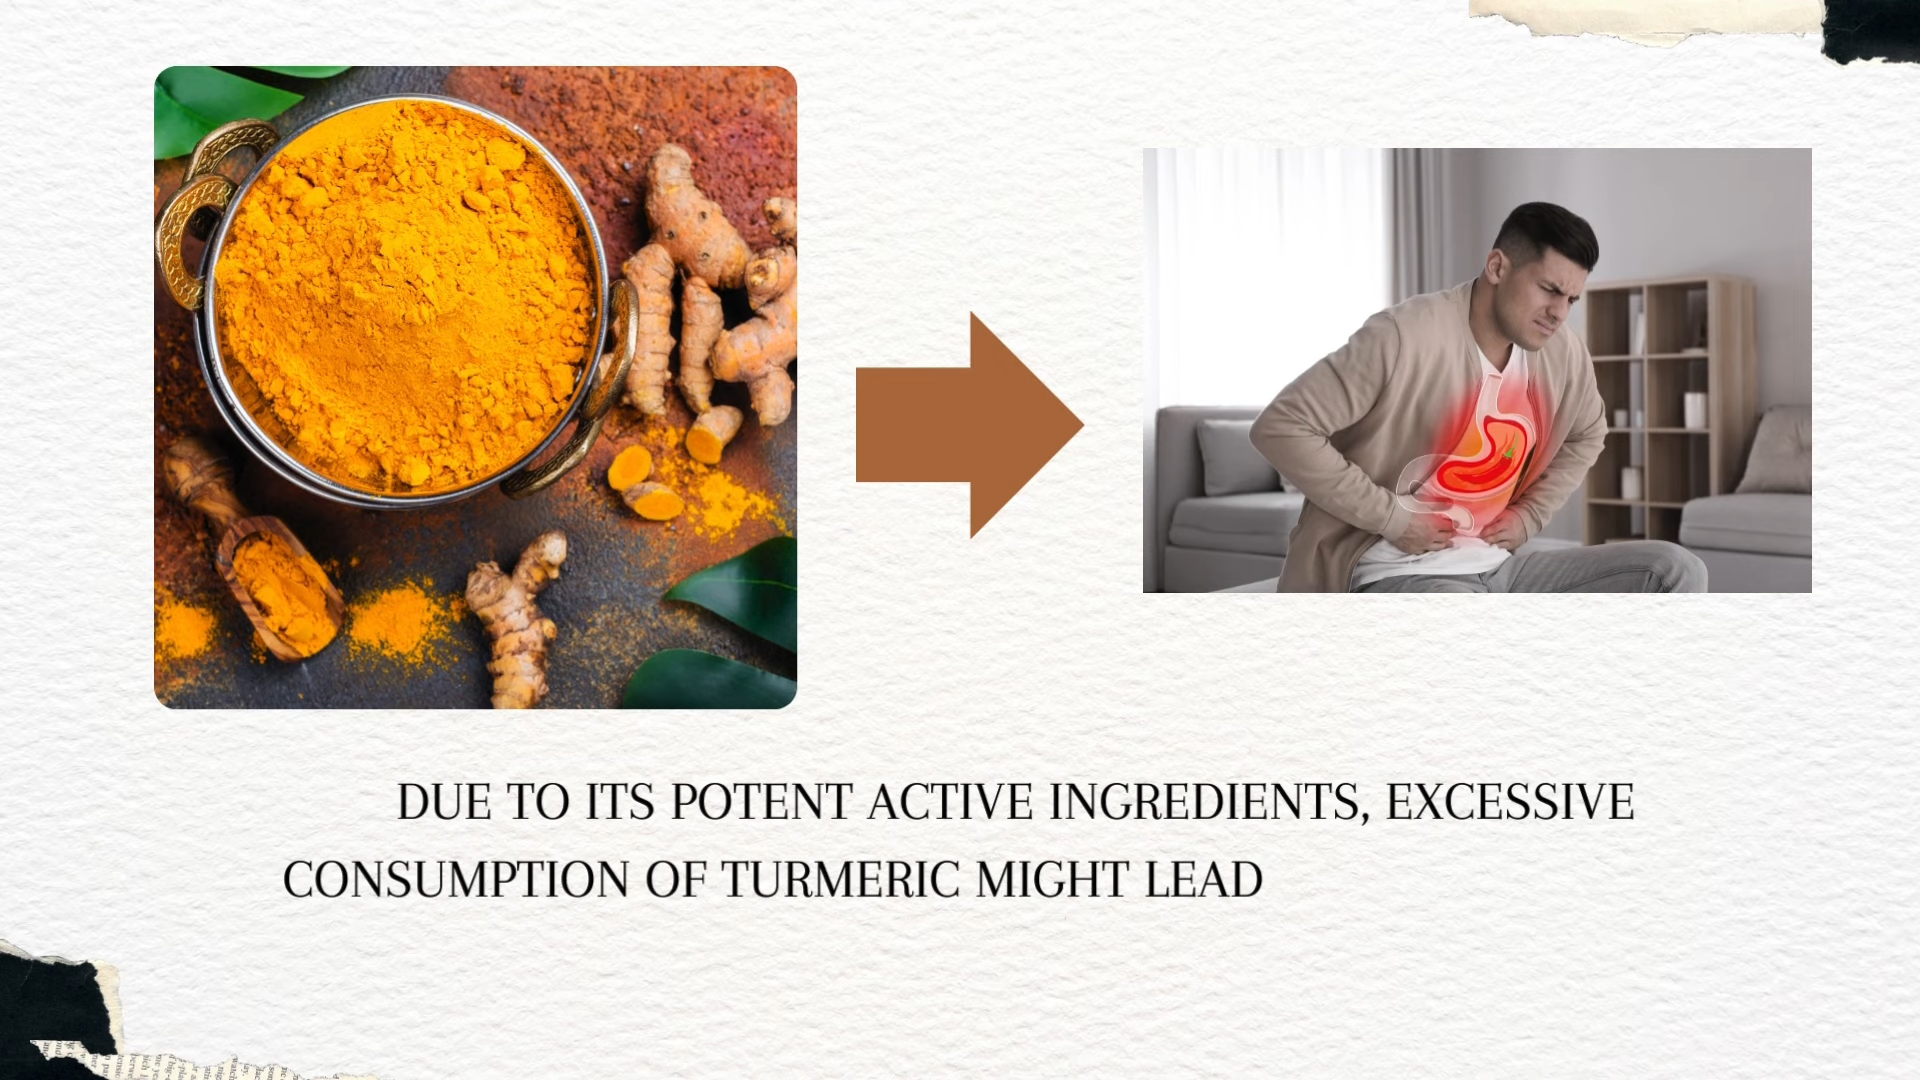 DUE TO ITS POTENT ACTIVE INGREDIENTS, EXCESSIVE
CONSUMPTION OF TURMERIC MIGHT LEAD